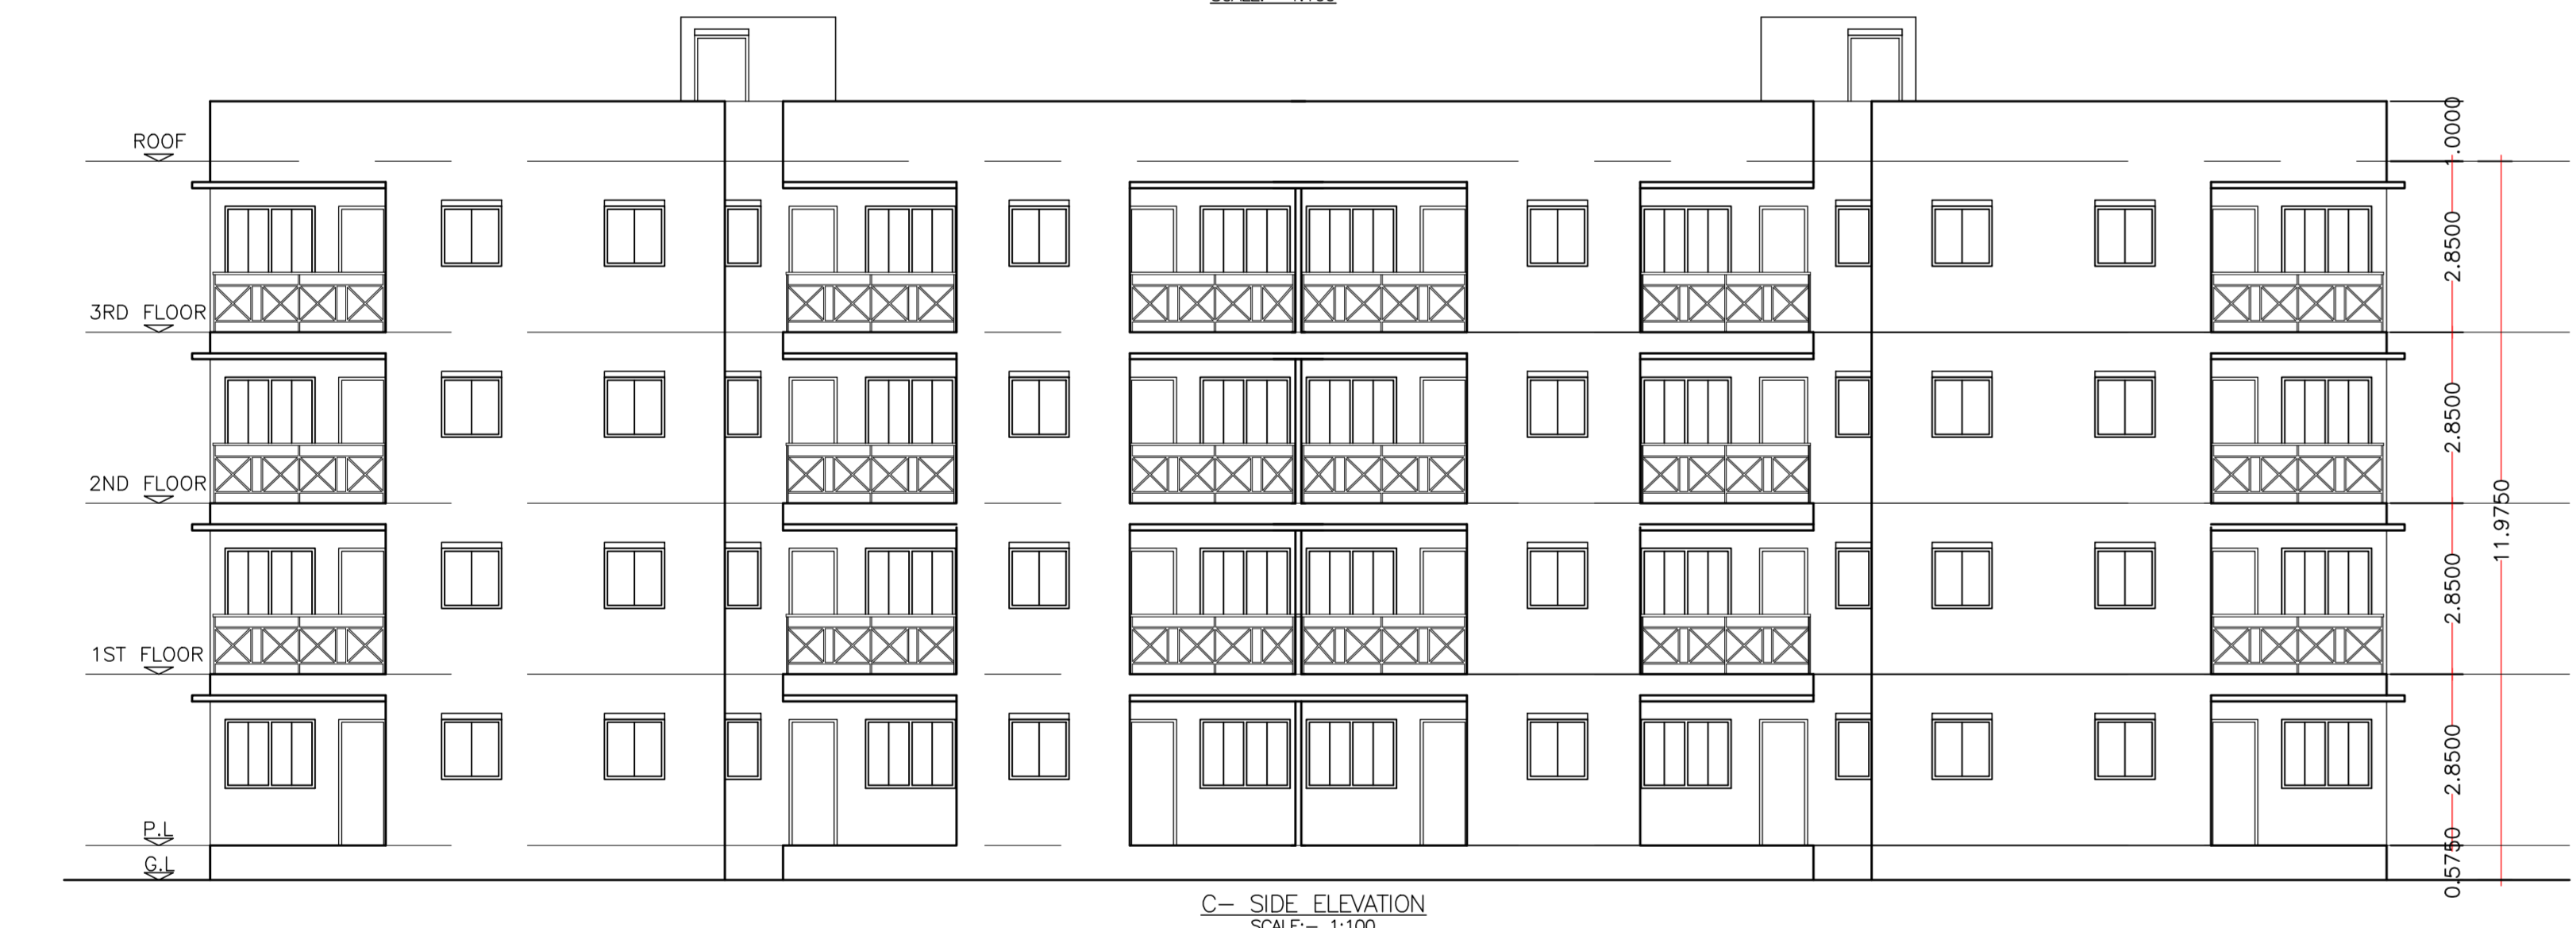 ROOF
1.0000
2.8500
3RD FLOOR
2.8500
2ND FLOOR
11.9750
2.8500
1ST FLOOR
2.8500
P.L
G.L
0.5750
C- SIDE ELEVATION
SCALE:- 1:100